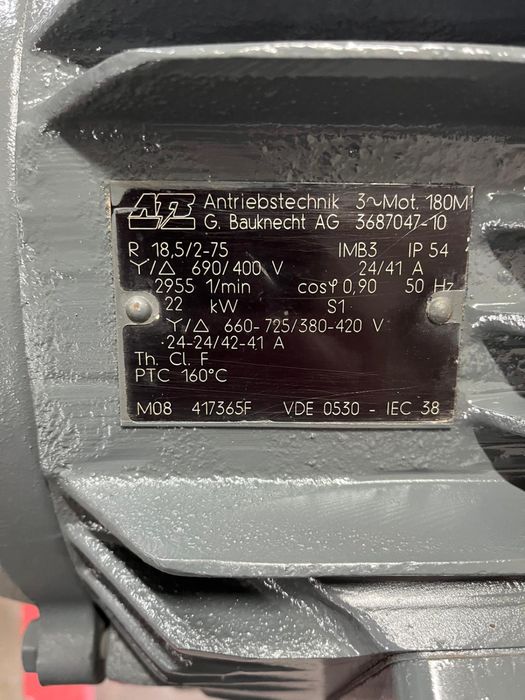 ATB Antriebstechnik 3~Mot. 180M
G. Bauknecht AG 3687047-10
R 18,5/2-75 IMB3 IP 54
Y/△ 690/400 V 24/41 A
2955 1/min cosφ 0,90 50 Hz
22 kW S1
Y/△ 660-725/380-420 V
24-24/42-41 A
Th. Cl. F
PTC 160°C
M08 417365F VDE 0530 - IEC 38